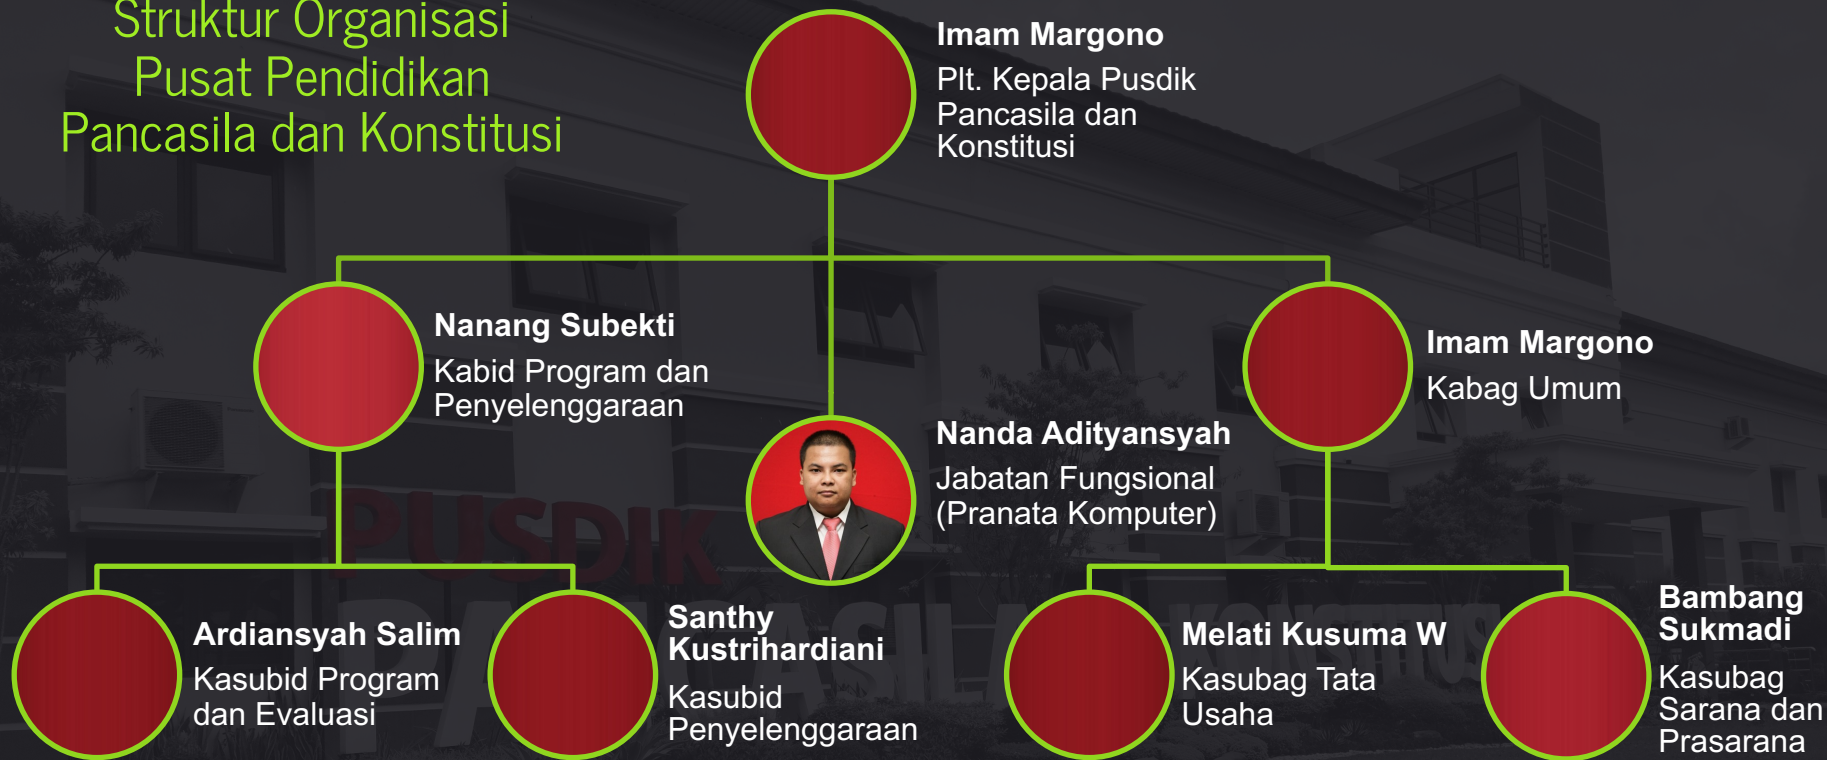 Struktur Organisasi
Pusat Pendidikan
Pancasila dan Konstitusi
Imam Margono
Plt. Kepala Pusdik
Pancasila dan
Konstitusi
Nanang Subekti
Kabid Program dan
Penyelenggaraan
Imam Margono
Kabag Umum
Nanda Adityansyah
Jabatan Fungsional
(Pranata Komputer)
Ardiansyah Salim
Kasubid Program
dan Evaluasi
Santhy
Kustrihardiani
Kasubid
Penyelenggaraan
Melati Kusuma W
Kasubag Tata
Usaha
Bambang
Sukmadi
Kasubag
Sarana dan
Prasarana
PUSDIK
PANCASILA